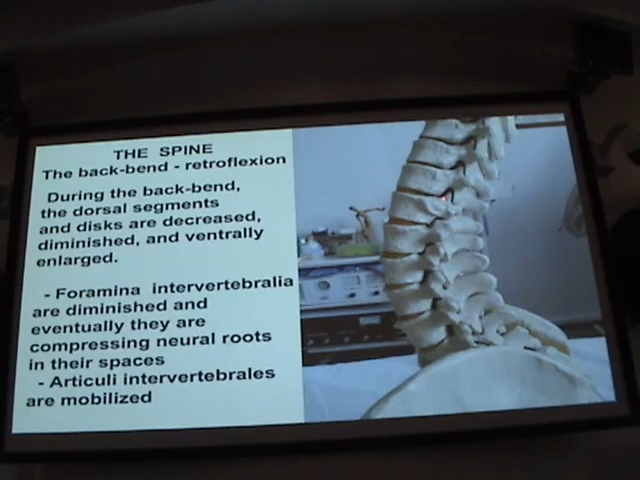 THE SPINE
The back-bend - retroflexion
During the back-bend,
the dorsal segments
and disks are decreased,
diminished, and ventrally
enlarged.
- Foramina intervertebralia
are diminished and
eventually they are
compressing neural roots
in their spaces
- Articuli intervertebrales
are mobilized